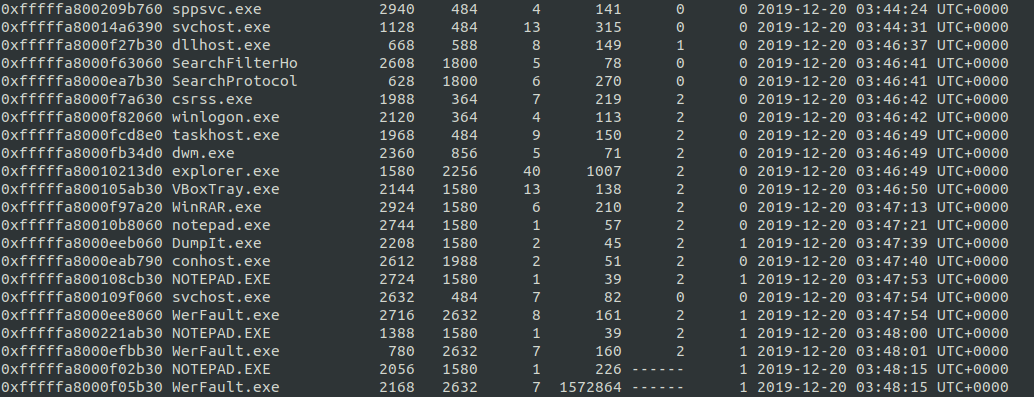 0xfffffa800209b760 sppsvc.exe 2940 484 4 141 0 0 2019-12-20 03:44:24 UTC+0000
0xfffffa80014a6390 svchost.exe 1128 484 13 315 0 0 2019-12-20 03:44:31 UTC+0000
0xfffffa8000f27b30 dllhost.exe 668 588 8 149 1 0 2019-12-20 03:46:37 UTC+0000
0xfffffa8000f63060 SearchFilterHo 2608 1800 5 78 0 0 2019-12-20 03:46:41 UTC+0000
0xfffffa8000ea7b30 SearchProtocol 628 1800 6 270 0 0 2019-12-20 03:46:41 UTC+0000
0xfffffa8000f7a630 csrss.exe 1988 364 7 219 2 0 2019-12-20 03:46:42 UTC+0000
0xfffffa8000f82060 winlogon.exe 2120 364 4 113 2 0 2019-12-20 03:46:42 UTC+0000
0xfffffa8000fcd8e0 taskhost.exe 1968 484 9 150 2 0 2019-12-20 03:46:49 UTC+0000
0xfffffa8000fb34d0 dwm.exe 2360 856 5 71 2 0 2019-12-20 03:46:49 UTC+0000
0xfffffa80010213d0 explorer.exe 1580 2256 40 1007 2 0 2019-12-20 03:46:49 UTC+0000
0xfffffa800105ab30 VBoxTray.exe 2144 1580 13 138 2 0 2019-12-20 03:46:50 UTC+0000
0xfffffa8000f97a20 WinRAR.exe 2924 1580 6 210 2 0 2019-12-20 03:47:13 UTC+0000
0xfffffa80010b8060 notepad.exe 2744 1580 1 57 2 0 2019-12-20 03:47:21 UTC+0000
0xfffffa8000eeb060 DumpIt.exe 2208 1580 2 45 2 1 2019-12-20 03:47:39 UTC+0000
0xfffffa8000eab790 conhost.exe 2612 1988 2 51 2 0 2019-12-20 03:47:40 UTC+0000
0xfffffa800108cb30 NOTEPAD.EXE 2724 1580 1 39 2 1 2019-12-20 03:47:53 UTC+0000
0xfffffa800109f060 svchost.exe 2632 484 7 82 0 0 2019-12-20 03:47:54 UTC+0000
0xfffffa8000ee8060 WerFault.exe 2716 2632 8 161 2 1 2019-12-20 03:47:54 UTC+0000
0xfffffa800221ab30 NOTEPAD.EXE 1388 1580 1 39 2 1 2019-12-20 03:48:00 UTC+0000
0xfffffa8000efbb30 WerFault.exe 780 2632 7 160 2 1 2019-12-20 03:48:01 UTC+0000
0xfffffa8000f02b30 NOTEPAD.EXE 2056 1580 1 226 ------ 1 2019-12-20 03:48:15 UTC+0000
0xfffffa8000f05b30 WerFault.exe 2168 2632 7 1572864 ------ 1 2019-12-20 03:48:15 UTC+0000